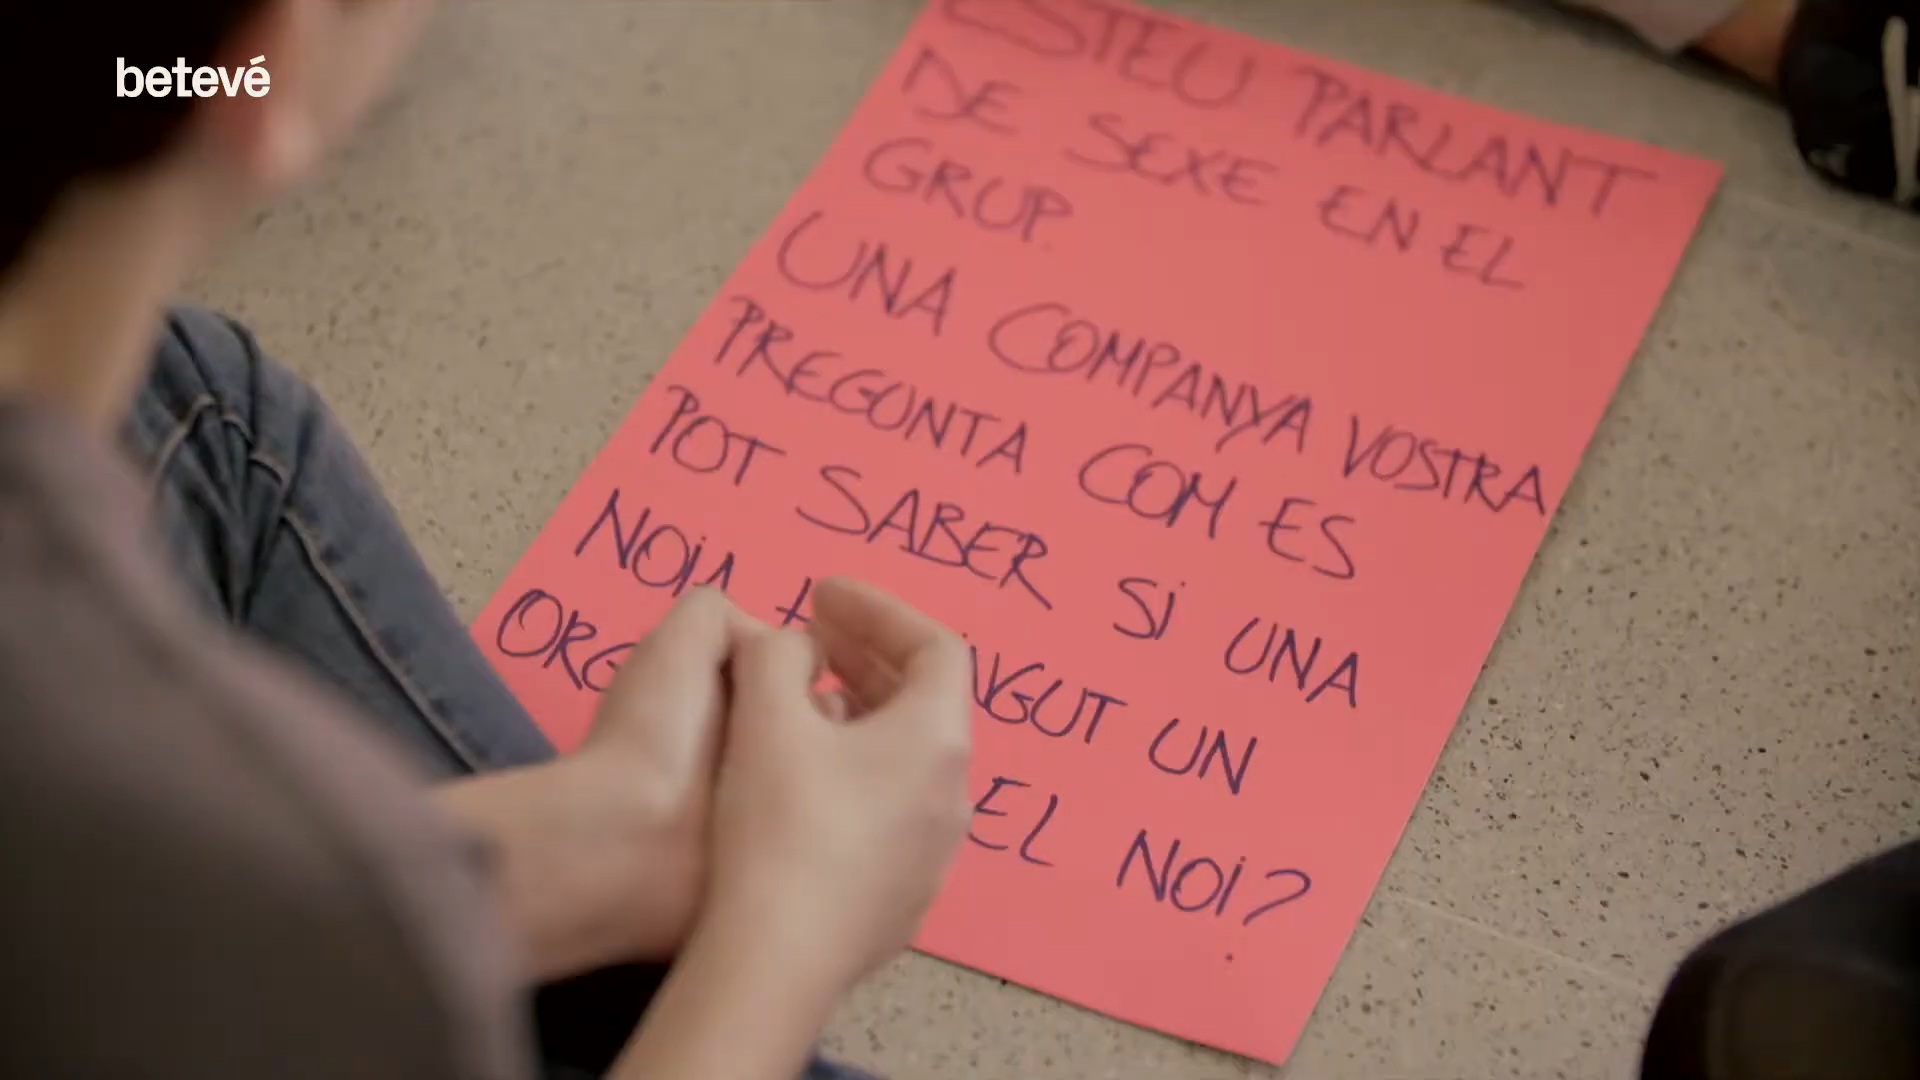 betevé
ESTEU PARLANT
DE SEXE EN EL
GRUP.
UNA COMPANYA VOSTRA
PREGUNTA COM ES
POT SABER SI UNA
NOIA UN
EL NOI?